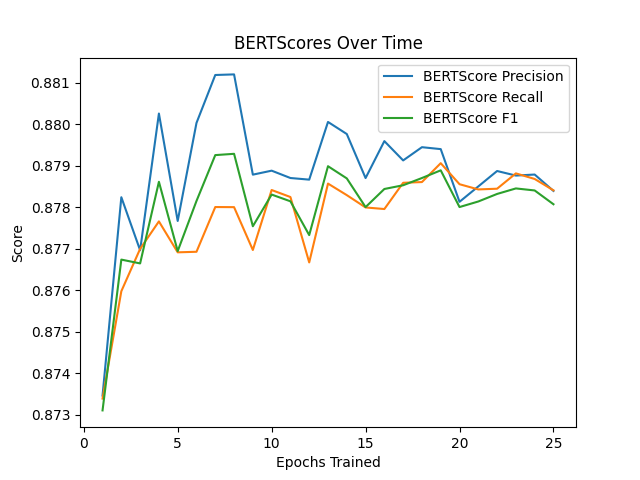 BERTScores Over Time
BERTScore Precision
BERTScore Recall
BERTScore F1
0.881
0.880
0.879
0.878
0.877
0.876
0.875
0.874
0.873
Score
0 5 10 15 20 25
Epochs Trained